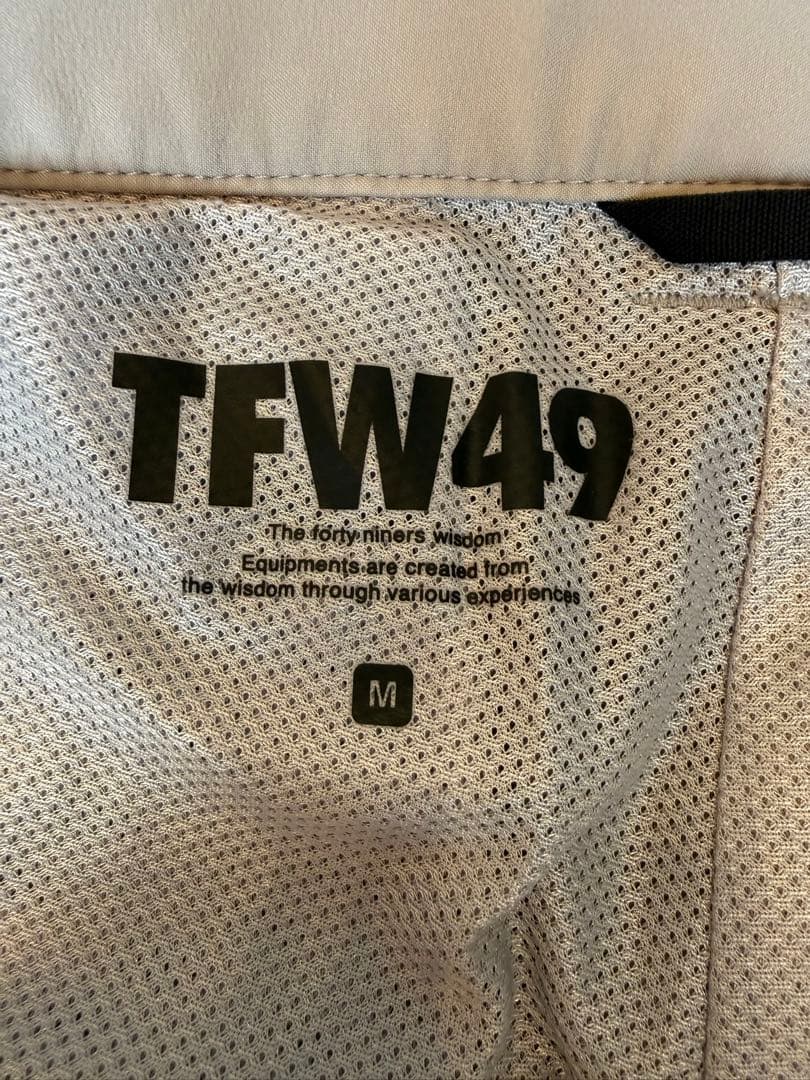 TFW49
The forty niners wisdom
Equipments are created from
the wisdom through various experiences
M